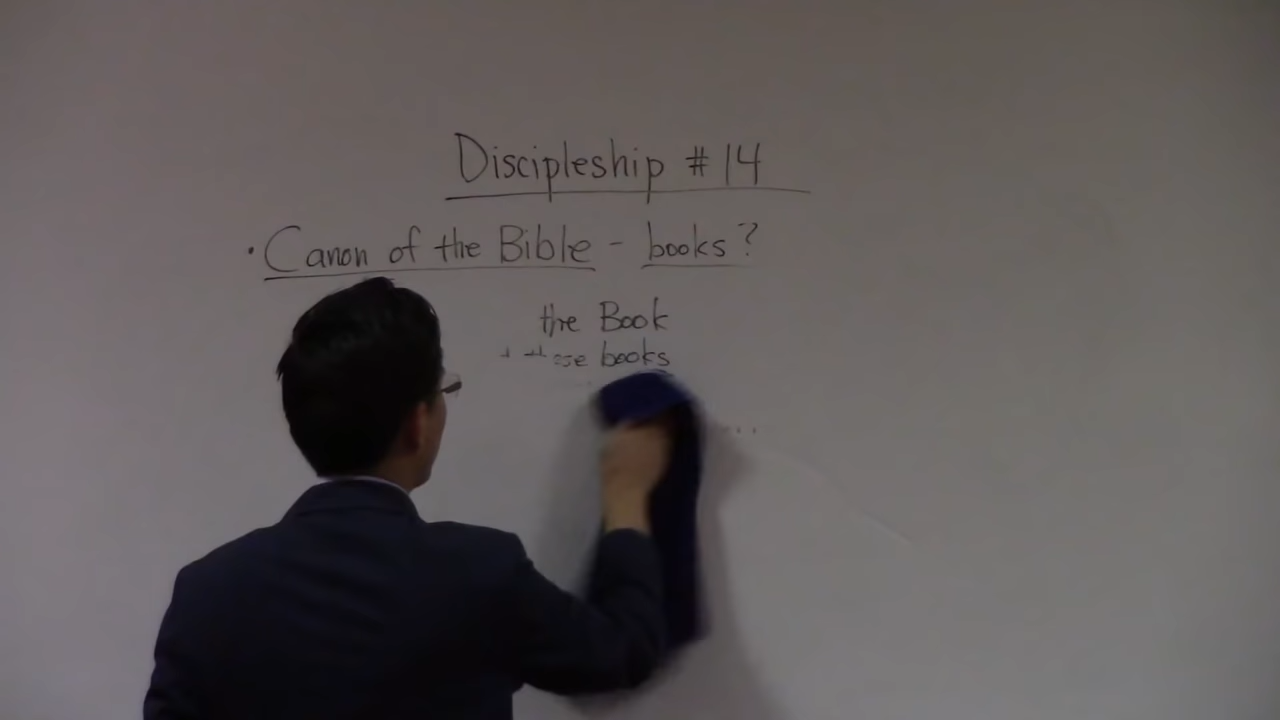 Discipleship #14
· Canon of the Bible - books?
the Book
books